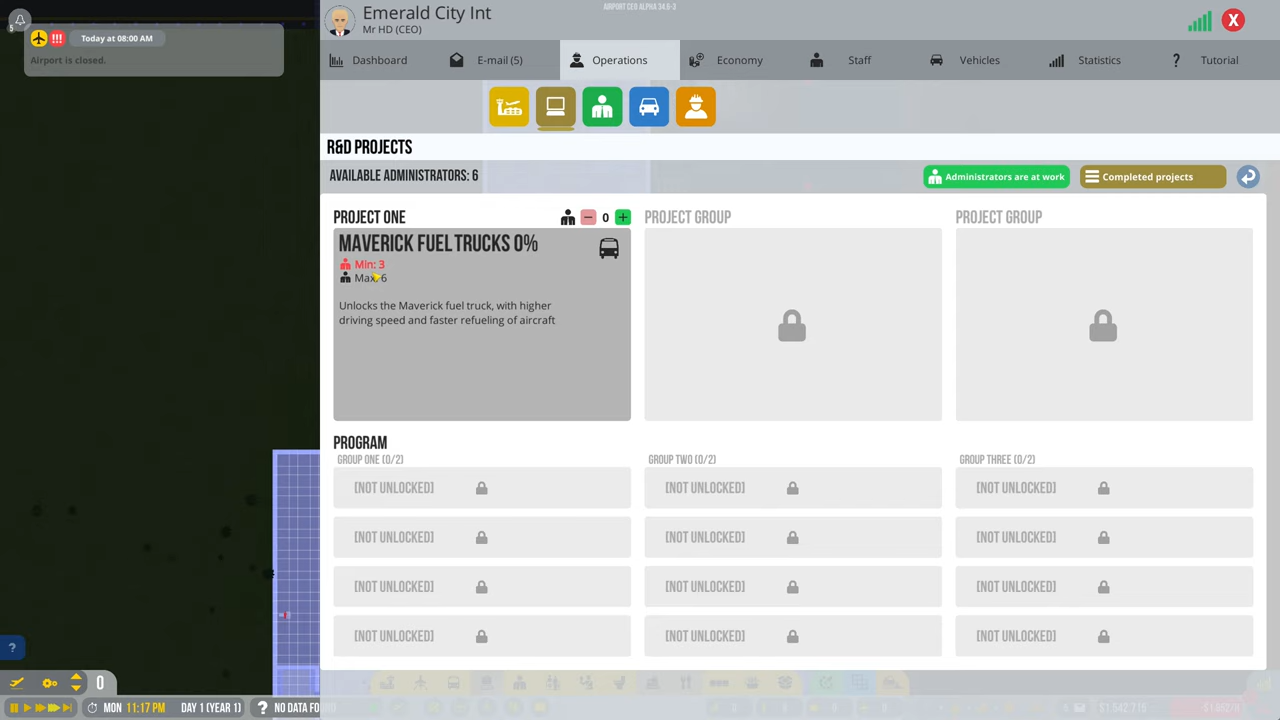 AIRPORT CEO ALPHA 34.6-3
Emerald City Int
Mr HD (CEO)
5
!!! Today at 08:00 AM
Airport is closed.
X
Dashboard E-mail (5) Operations Economy Staff Vehicles Statistics ? Tutorial
R&D PROJECTS
AVAILABLE ADMINISTRATORS: 6
Administrators are at work
Completed projects
PROJECT ONE − 0 + PROJECT GROUP PROJECT GROUP
MAVERICK FUEL TRUCKS 0%
Min: 3
Max: 6
Unlocks the Maverick fuel truck, with higher
driving speed and faster refueling of aircraft
PROGRAM
GROUP ONE (0/2) GROUP TWO (0/2) GROUP THREE (0/2)
[NOT UNLOCKED] [NOT UNLOCKED] [NOT UNLOCKED]
[NOT UNLOCKED] [NOT UNLOCKED] [NOT UNLOCKED]
[NOT UNLOCKED] [NOT UNLOCKED] [NOT UNLOCKED]
[NOT UNLOCKED] [NOT UNLOCKED] [NOT UNLOCKED]
?
0
MON 11:17 PM DAY 1 (YEAR 1) ? NO DATA FOUND